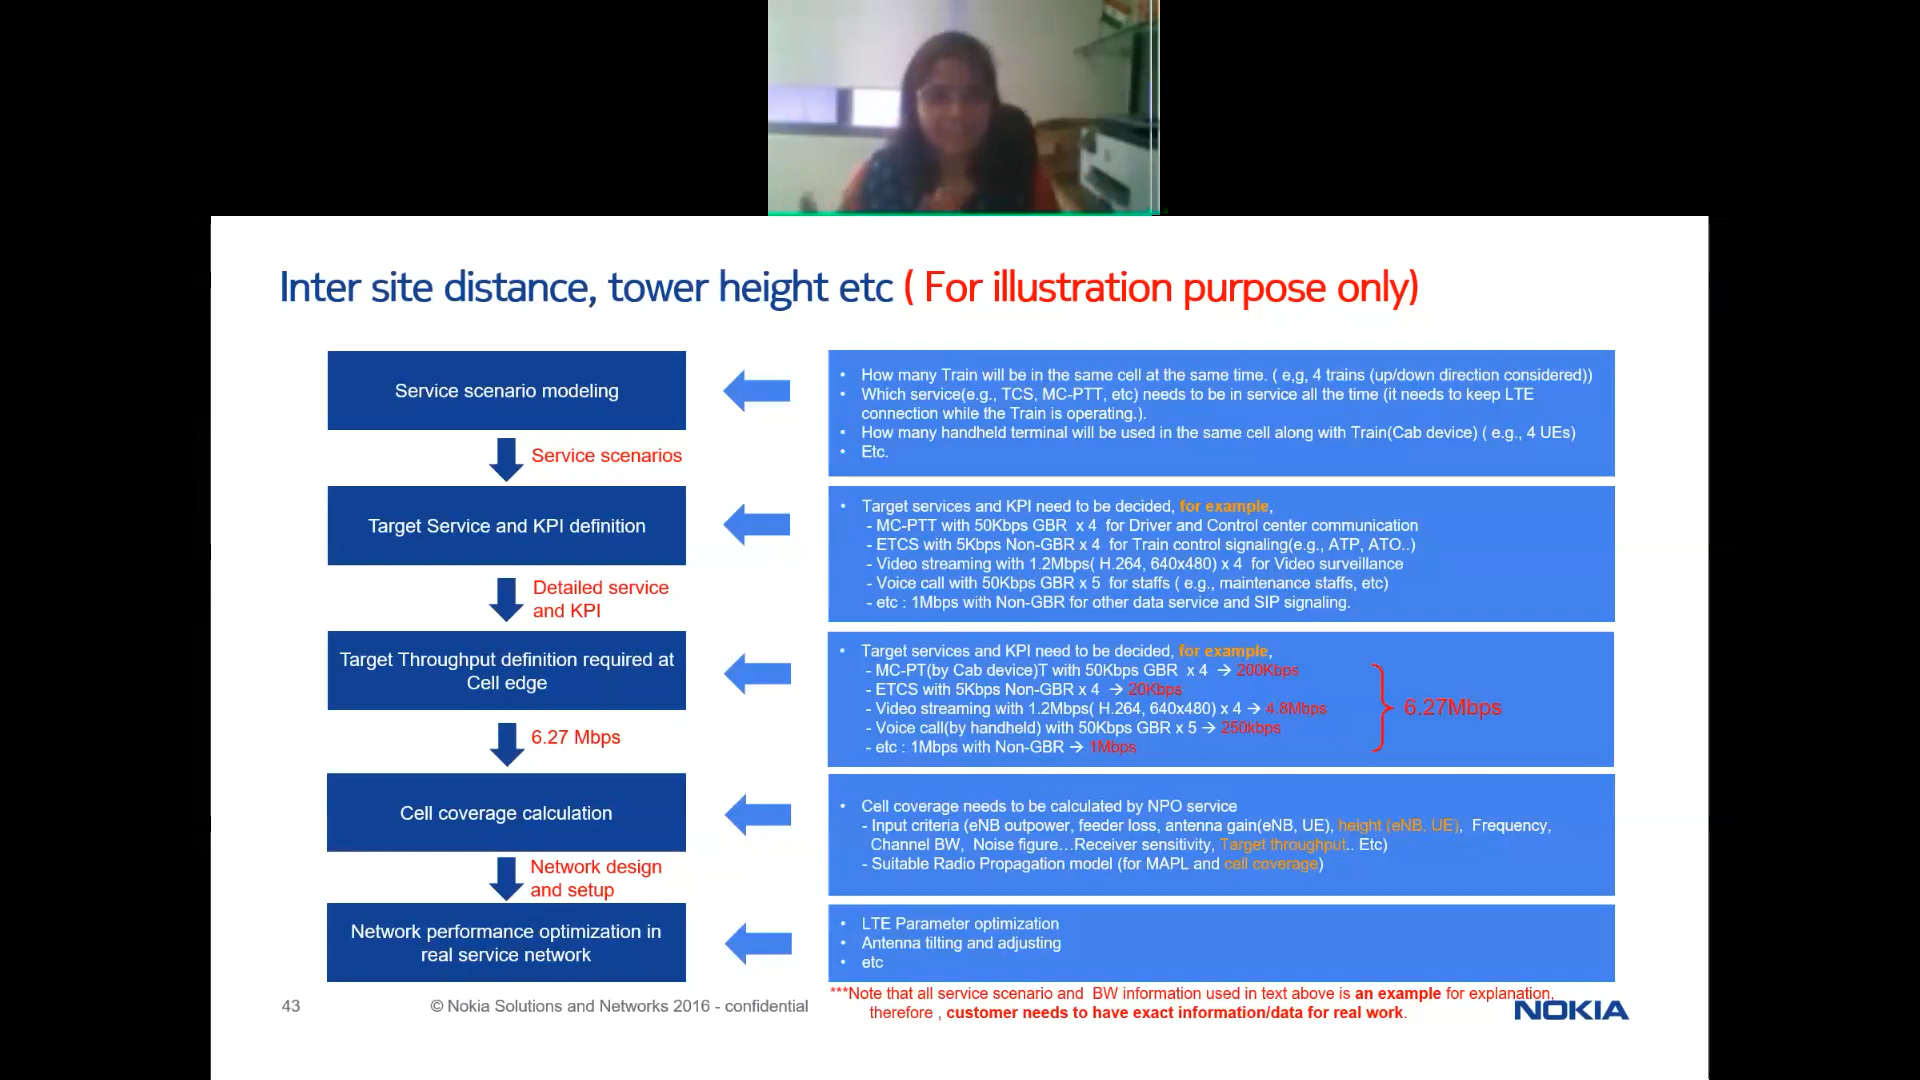 Inter site distance, tower height etc ( For illustration purpose only)
Service scenario modeling
• How many Train will be in the same cell at the same time. ( e,g, 4 trains (up/down direction considered))
• Which service(e.g., TCS, MC-PTT, etc) needs to be in service all the time (it needs to keep LTE
connection while the Train is operating.).
• How many handheld terminal will be used in the same cell along with Train(Cab device) ( e.g., 4 UEs)
• Etc.
Service scenarios
Target Service and KPI definition
• Target services and KPI need to be decided, for example,
- MC-PTT with 50Kbps GBR x 4 for Driver and Control center communication
- ETCS with 5Kbps Non-GBR x 4 for Train control signaling(e.g., ATP, ATO..)
- Video streaming with 1.2Mbps( H.264, 640x480) x 4 for Video surveillance
- Voice call with 50Kbps GBR x 5 for staffs ( e.g., maintenance staffs, etc)
- etc : 1Mbps with Non-GBR for other data service and SIP signaling.
Detailed service
and KPI
Target Throughput definition required at
Cell edge
• Target services and KPI need to be decided, for example,
- MC-PT(by Cab device)T with 50Kbps GBR x 4 → 200Kbps
- ETCS with 5Kbps Non-GBR x 4 → 20Kbps
- Video streaming with 1.2Mbps( H.264, 640x480) x 4 → 4.8Mbps
- Voice call(by handheld) with 50Kbps GBR x 5 → 250kbps
- etc : 1Mbps with Non-GBR → 1Mbps
6.27Mbps
6.27 Mbps
Cell coverage calculation
• Cell coverage needs to be calculated by NPO service
- Input criteria (eNB outpower, feeder loss, antenna gain(eNB, UE), height (eNB, UE), Frequency,
Channel BW, Noise figure…Receiver sensitivity, Target throughput.. Etc)
- Suitable Radio Propagation model (for MAPL and cell coverage)
Network design
and setup
Network performance optimization in
real service network
• LTE Parameter optimization
• Antenna tilting and adjusting
• etc
***Note that all service scenario and BW information used in text above is an example for explanation,
therefore , customer needs to have exact information/data for real work.
43
© Nokia Solutions and Networks 2016 - confidential
NOKIA